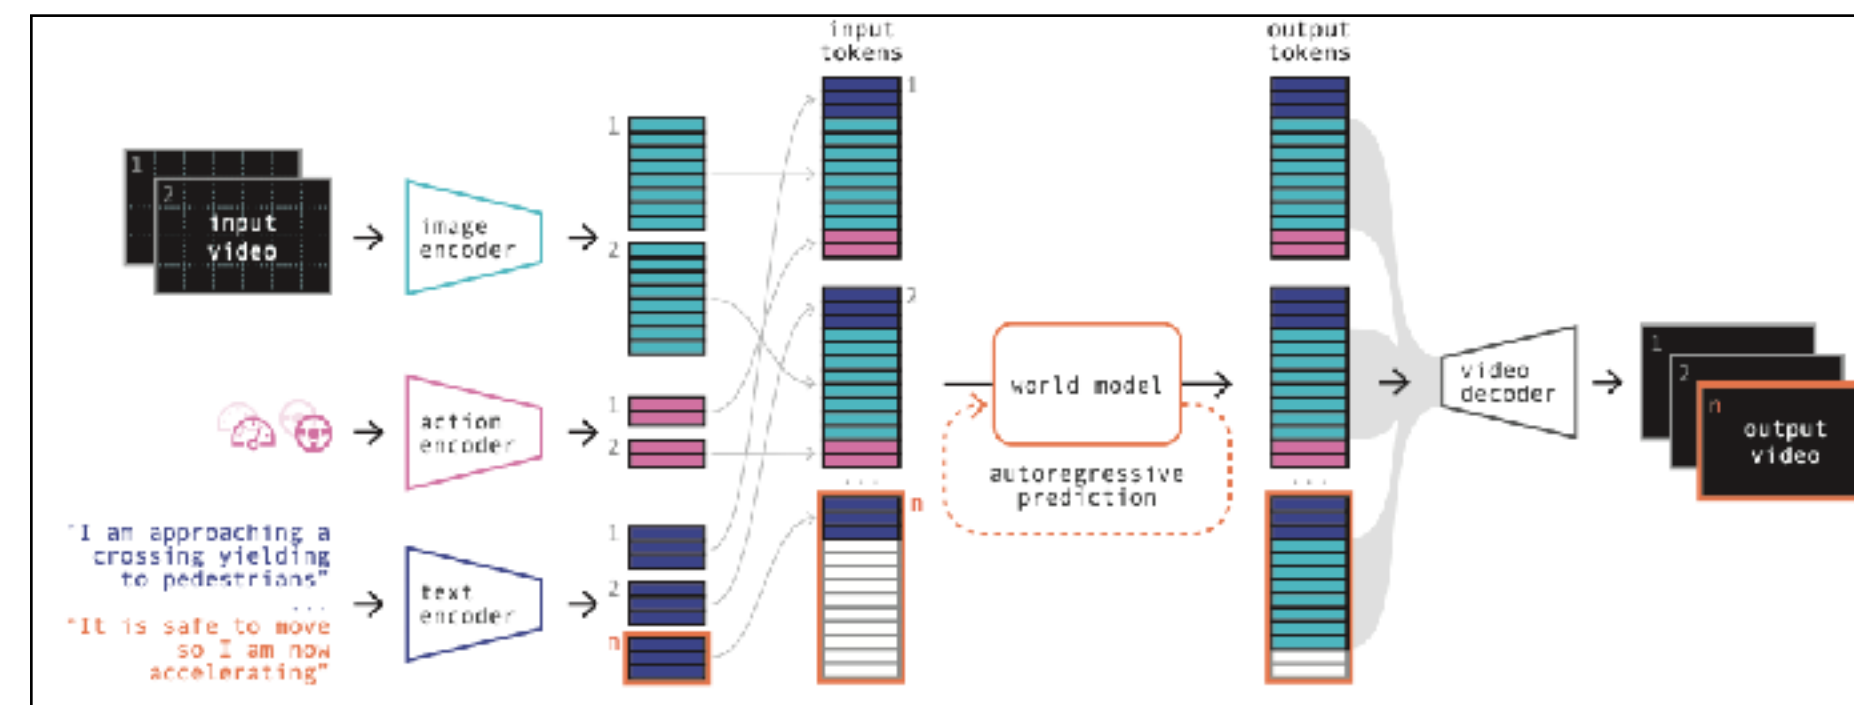 input
tokens
output
tokens
1
1
1
2
input
video
image
encoder
2
2
world model
video
decoder
1
2
n
output
video
action
encoder
1
2
autoregressive
prediction
...
...
n
"I am approaching a
crossing yielding
to pedestrians"
...
"It is safe to move
so I am now
accelerating"
text
encoder
1
2
n